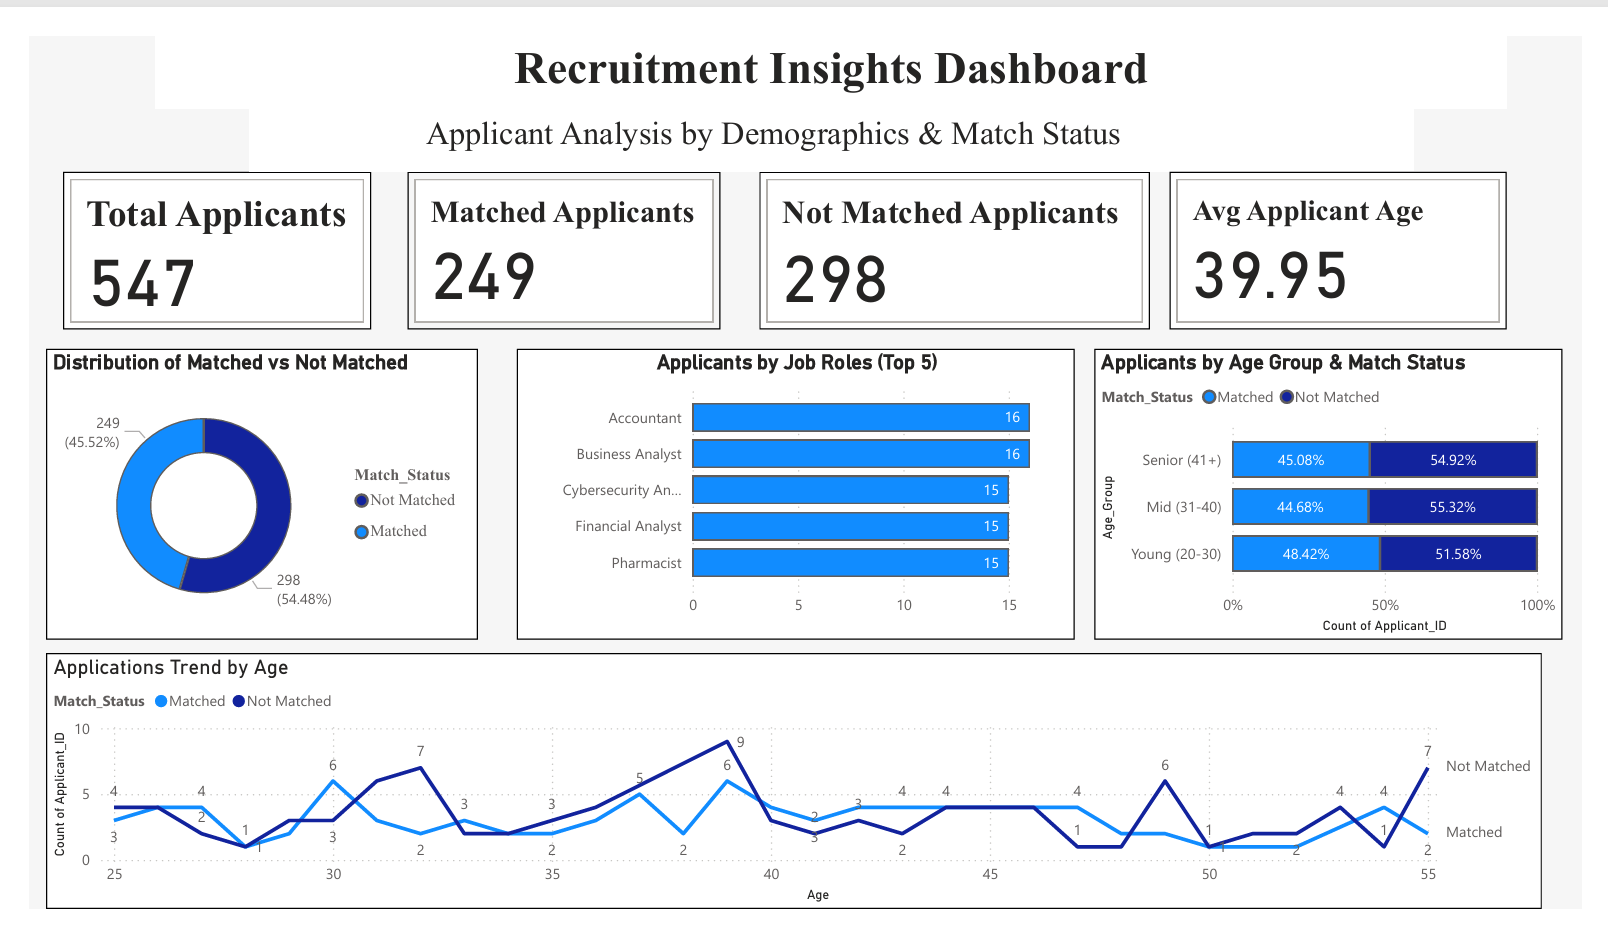 Recruitment Insights Dashboard
Applicant Analysis by Demographics & Match Status
Total Applicants
547
Matched Applicants
249
Not Matched Applicants
298
Avg Applicant Age
39.95
Distribution of Matched vs Not Matched
249
(45.52%)
298
(54.48%)
Match_Status
Not Matched
Matched
Applicants by Job Roles (Top 5)
Accountant 16
Business Analyst 16
Cybersecurity An... 15
Financial Analyst 15
Pharmacist 15
0 5 10 15
Applicants by Age Group & Match Status
Match_Status Matched Not Matched
Age_Group
Senior (41+) 45.08% 54.92%
Mid (31-40) 44.68% 55.32%
Young (20-30) 48.42% 51.58%
0% 50% 100%
Count of Applicant_ID
Applications Trend by Age
Match_Status Matched Not Matched
Count of Applicant_ID
10
5
0
9
7 7
6 6 6
5
4 4 4 4 4 4 4
3 3 3
2 2
1 1 1 1
3 3 3
2 2 2 2 2 2
1 1
Not Matched
Matched
25 30 35 40 45 50 55
Age